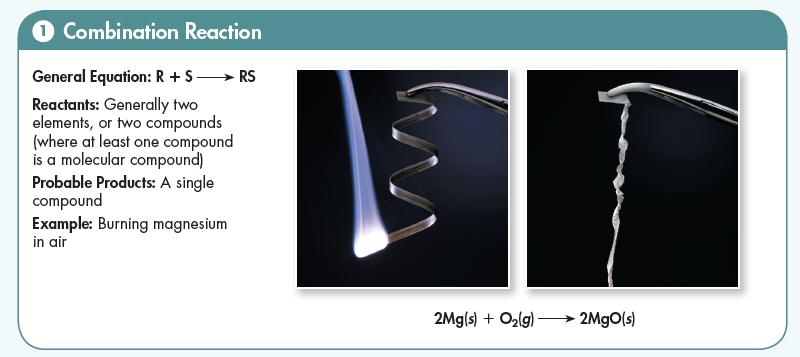 1 Combination Reaction
General Equation: R + S ⟶ RS
Reactants: Generally two
elements, or two compounds
(where at least one compound
is a molecular compound)
Probable Products: A single
compound
Example: Burning magnesium
in air
2Mg(s) + O₂(g) ⟶ 2MgO(s)